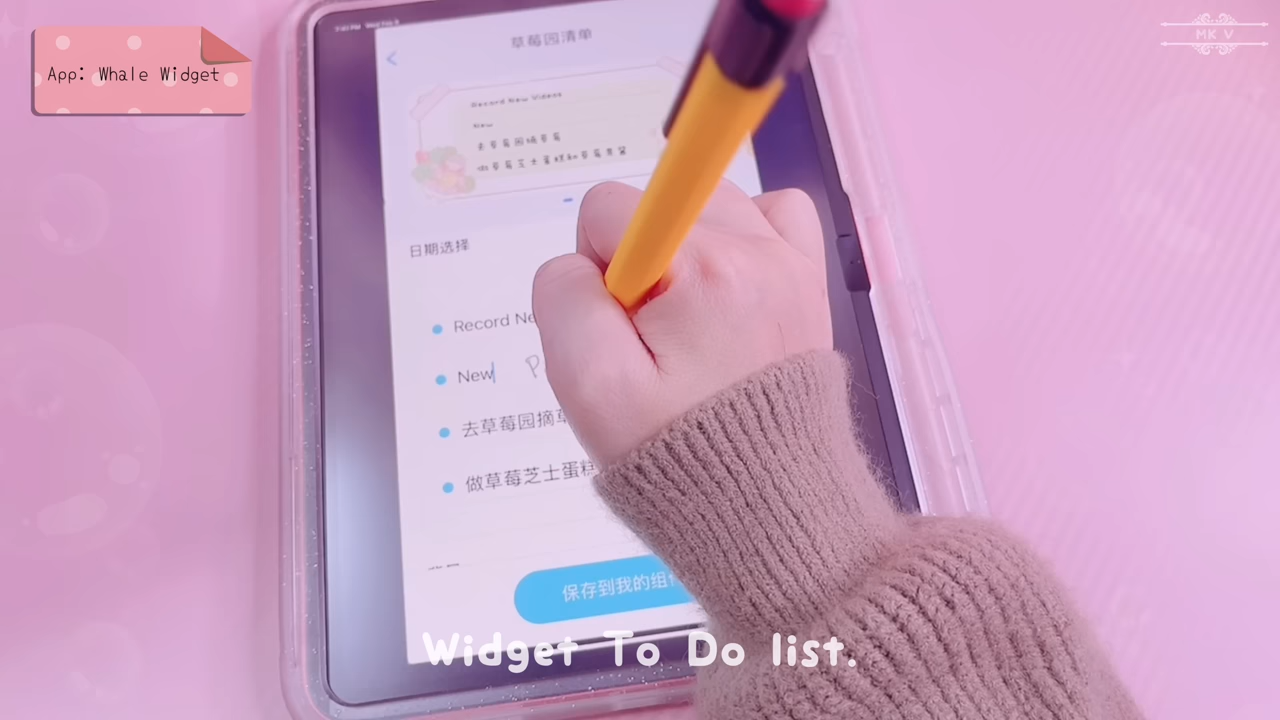 App: Whale Widget
MK V
草莓园清单
Record New Videos
New
去草莓园摘草莓
做草莓芝士蛋糕和草莓果酱
日期选择
Record Ne
New P
去草莓园摘草
做草莓芝士蛋糕
保存到我的组件
Widget To Do list.